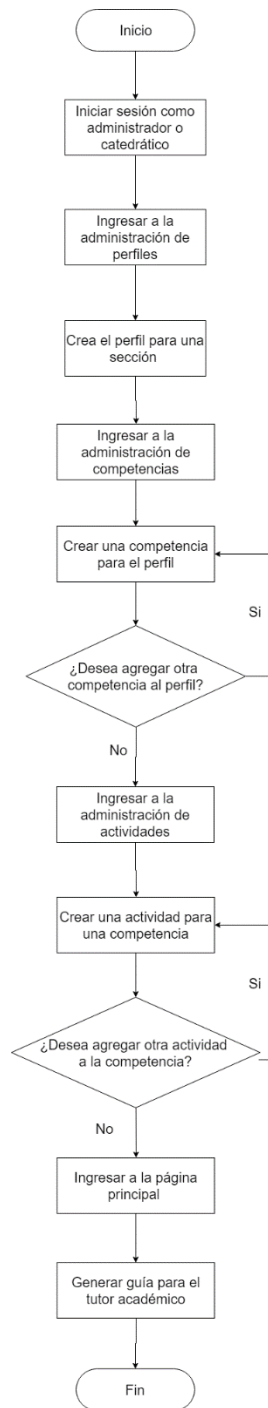 Inicio
Iniciar sesión como
administrador o
catedrático
Ingresar a la
administración de
perfiles
Crea el perfil para una
sección
Ingresar a la
administración de
competencias
Crear una competencia
para el perfil
Si
¿Desea agregar otra
competencia al perfil?
No
Ingresar a la
administración de
actividades
Crear una actividad para
una competencia
Si
¿Desea agregar otra actividad
a la competencia?
No
Ingresar a la página
principal
Generar guía para el
tutor académico
Fin